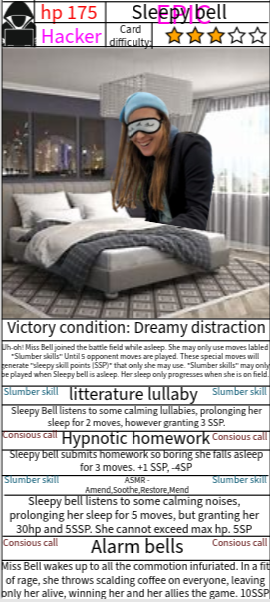 hp 175
Sleepy bell
EPIC
Hacker
Card
difficulty:
Victory condition: Dreamy distraction
Uh-oh! Miss Bell joined the battle field while asleep. She may only use moves labled
"Slumber skills" Until 5 opponent moves are played. These special moves will
generate "sleepy skill points (SSP)" that only she may use. "Slumber skills" may only
be played when Sleepy bell is asleep. Her sleep only progresses when she is on field.
Slumber skill
litterature lullaby
Slumber skill
Sleepy Bell listens to some calming lullabies, prolonging her
sleep for 2 moves, however granting 3 SSP.
Consious call
Hypnotic homework
Consious call
Sleepy bell submits homework so boring she falls asleep
for 3 moves. +1 SSP, -4SP
Slumber skill
ASMR -
Amend,Soothe,Restore,Mend
Slumber skill
Sleepy bell listens to some calming noises,
prolonging her sleep for 5 moves, but granting her
30hp and 5SSP. She cannot exceed max hp. 5SP
Consious call
Alarm bells
Consious call
Miss Bell wakes up to all the commotion infuriated. In a fit
of rage, she throws scalding coffee on everyone, leaving
only her alive, winning her and her allies the game. 10SSP